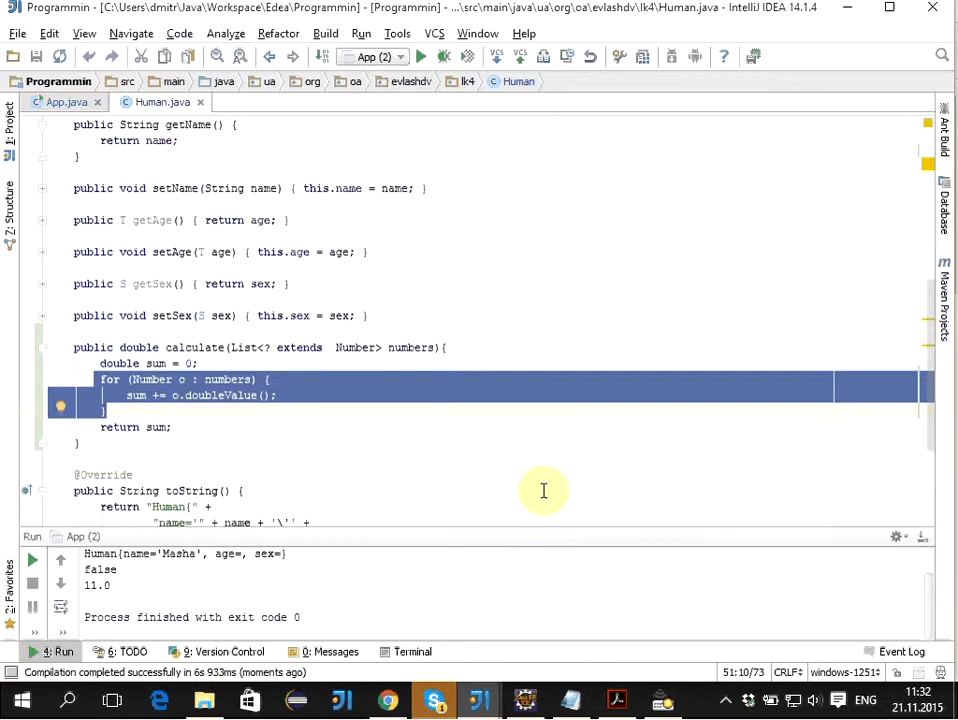 Programmin - [C:\Users\dmitr\Java\Workspace\Edea\Programmin] - [Programmin] - ...\src\main\java\ua\org\oa\evlashdv\lk4\Human.java] - IntelliJ IDEA 14.1.4
File Edit View Navigate Code Analyze Refactor Build Run Tools VCS Window Help
App (2)
Programmin src main java ua org oa evlashdv lk4 Human
App.java Human.java
1: Project
Z: Structure
2: Favorites
public String getName() {
return name;
}
public void setName(String name) { this.name = name; }
public T getAge() { return age; }
public void setAge(T age) { this.age = age; }
public S getSex() { return sex; }
public void setSex(S sex) { this.sex = sex; }
public double calculate(List<? extends Number> numbers){
double sum = 0;
for (Number o : numbers) {
sum += o.doubleValue();
}
return sum;
}
@Override
public String toString() {
return "Human{" +
"name='" + name + '\'' +
Ant Build
Database
Maven Projects
Run App (2)
Human{name='Masha', age=, sex=}
false
11.0
Process finished with exit code 0
4: Run 6: TODO 9: Version Control 0: Messages Terminal Event Log
Compilation completed successfully in 6s 933ms (moments ago) 51:10/73 CRLF windows-1251
ENG 11:32
21.11.2015